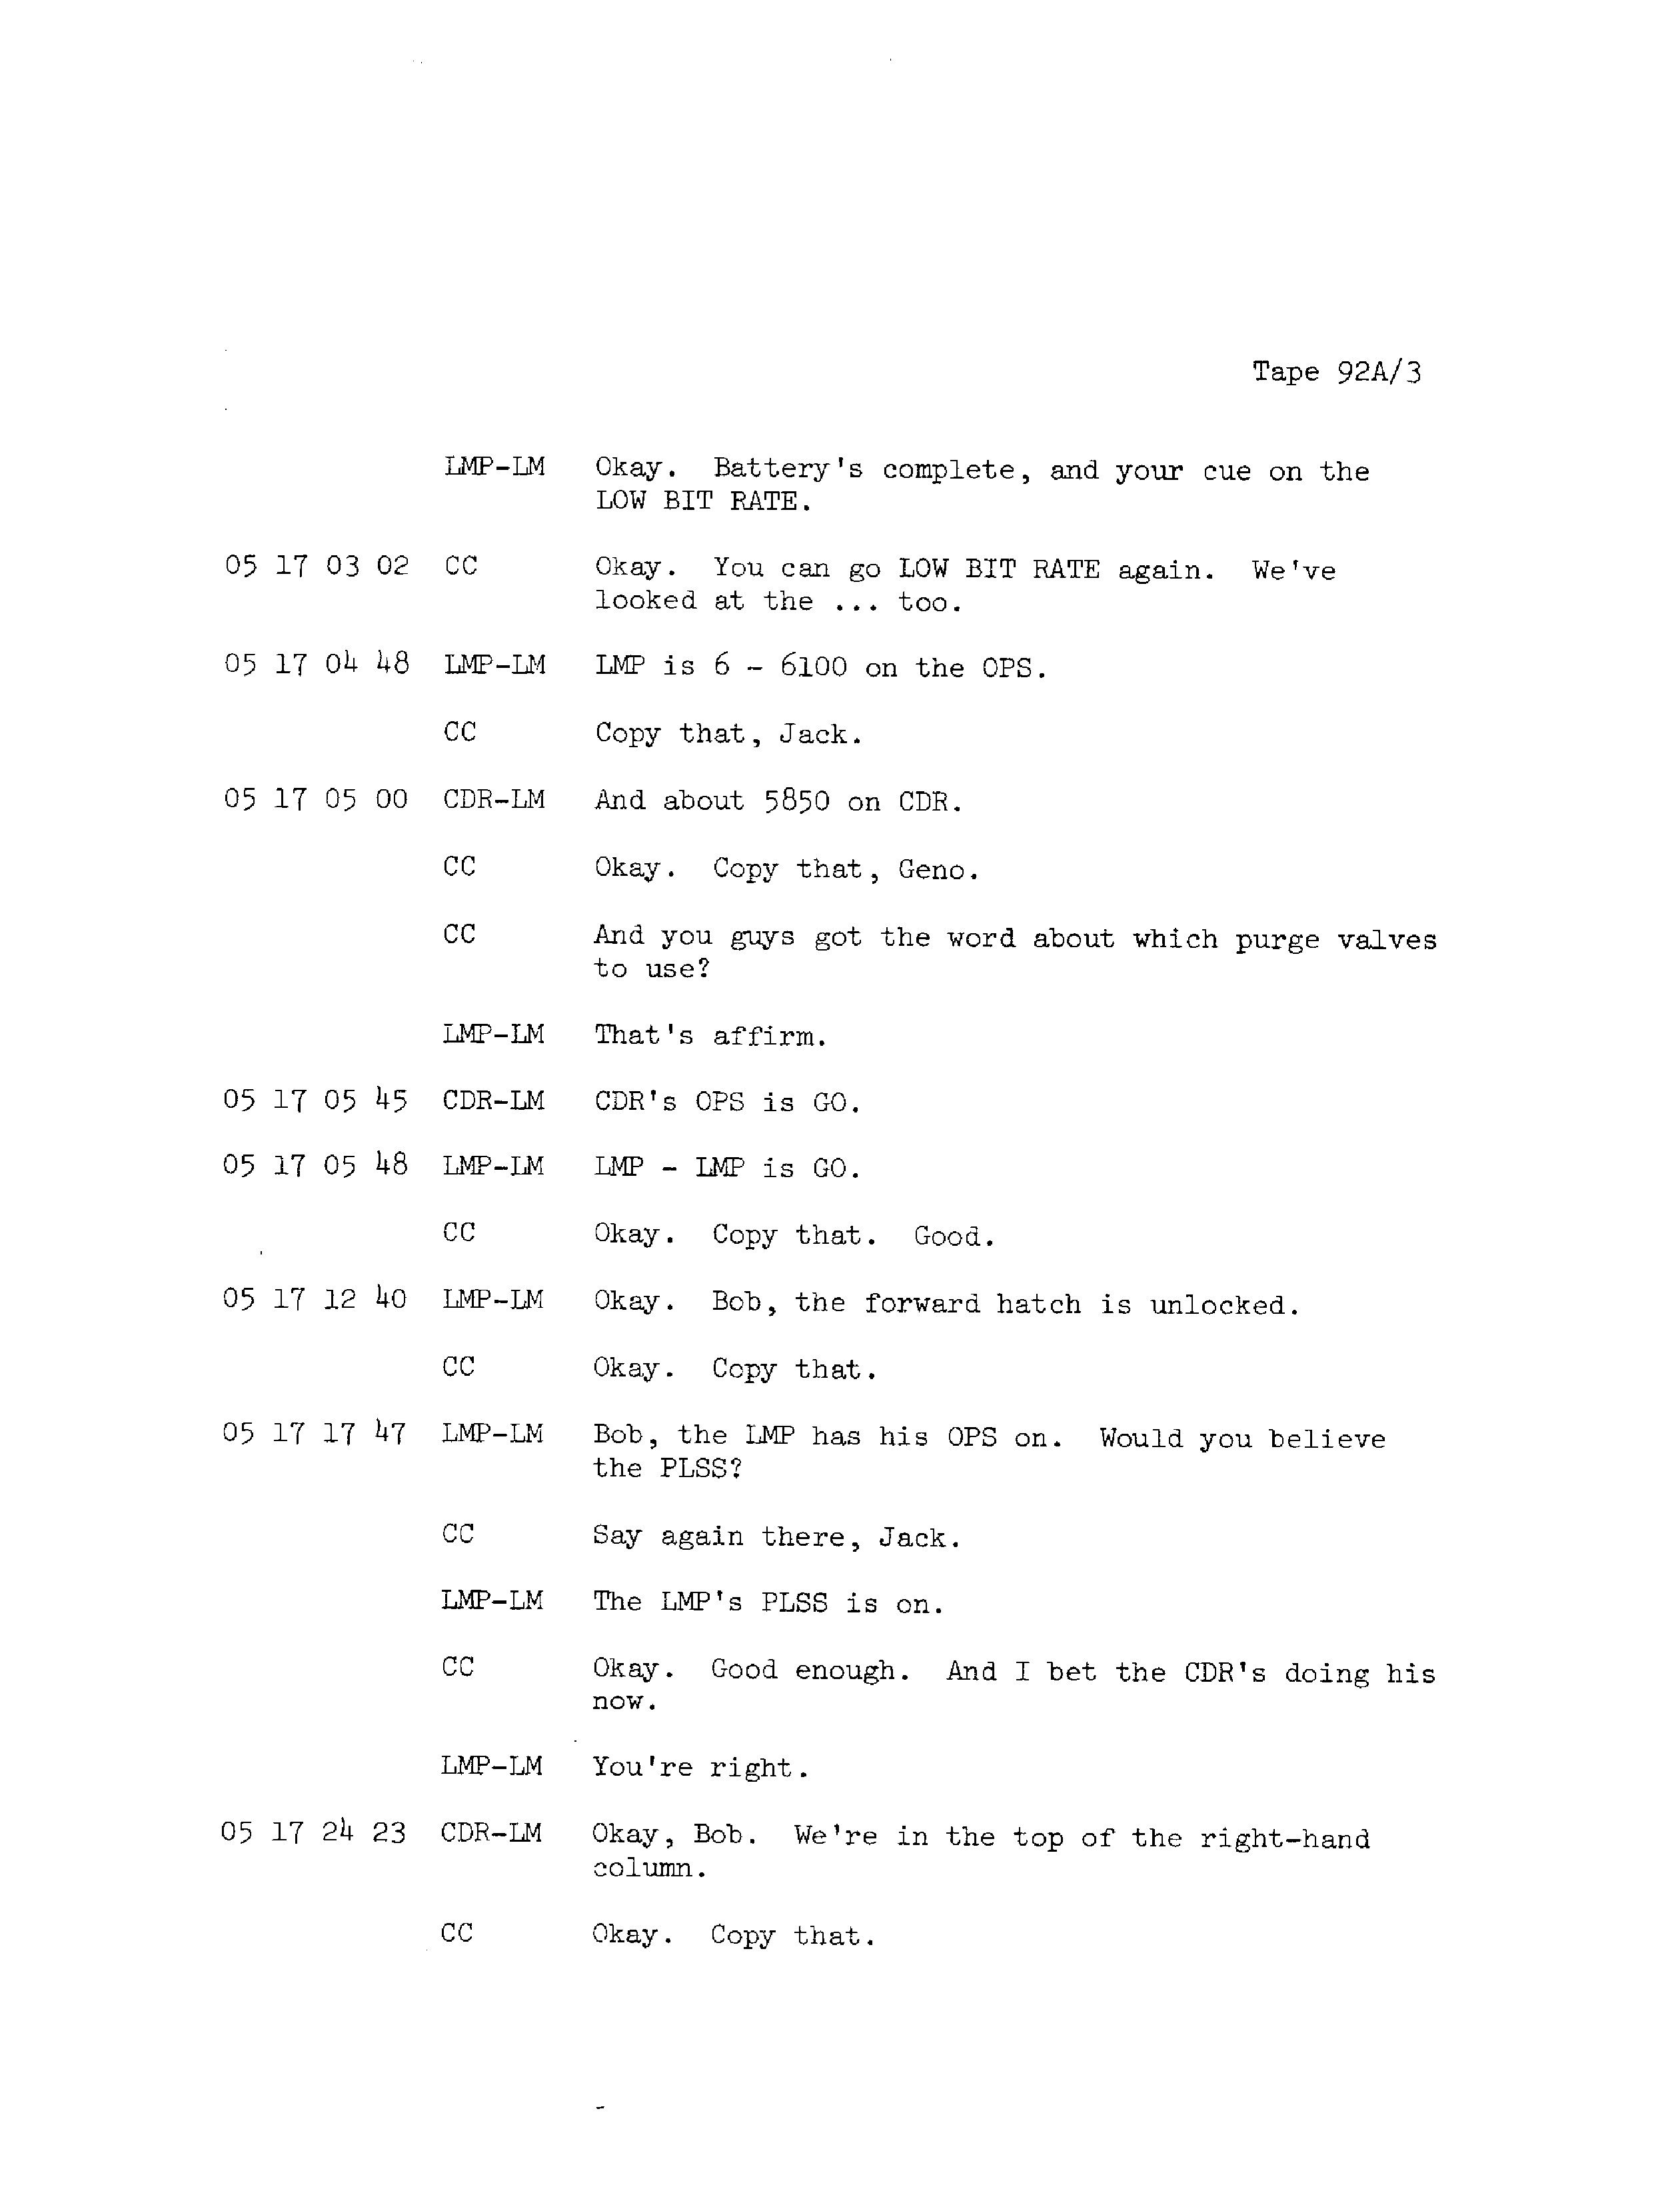 Tape 92A/3
LMP-LM Okay. Battery's complete, and your cue on the
LOW BIT RATE.
05 17 03 02 CC Okay. You can go LOW BIT RATE again. We've
looked at the ... too.
05 17 04 48 LMP-LM LMP is 6 - 6100 on the OPS.
CC Copy that, Jack.
05 17 05 00 CDR-LM And about 5850 on CDR.
CC Okay. Copy that, Geno.
CC And you guys got the word about which purge valves
to use?
LMP-LM That's affirm.
05 17 05 45 CDR-LM CDR's OPS is GO.
05 17 05 48 LMP-LM LMP - LMP is GO.
CC Okay. Copy that. Good.
05 17 12 40 LMP-LM Okay. Bob, the forward hatch is unlocked.
CC Okay. Copy that.
05 17 17 47 LMP-LM Bob, the LMP has his OPS on. Would you believe
the PLSS?
CC Say again there, Jack.
LMP-LM The LMP's PLSS is on.
CC Okay. Good enough. And I bet the CDR's doing his
now.
LMP-LM You're right.
05 17 24 23 CDR-LM Okay, Bob. We're in the top of the right-hand
column.
CC Okay. Copy that.